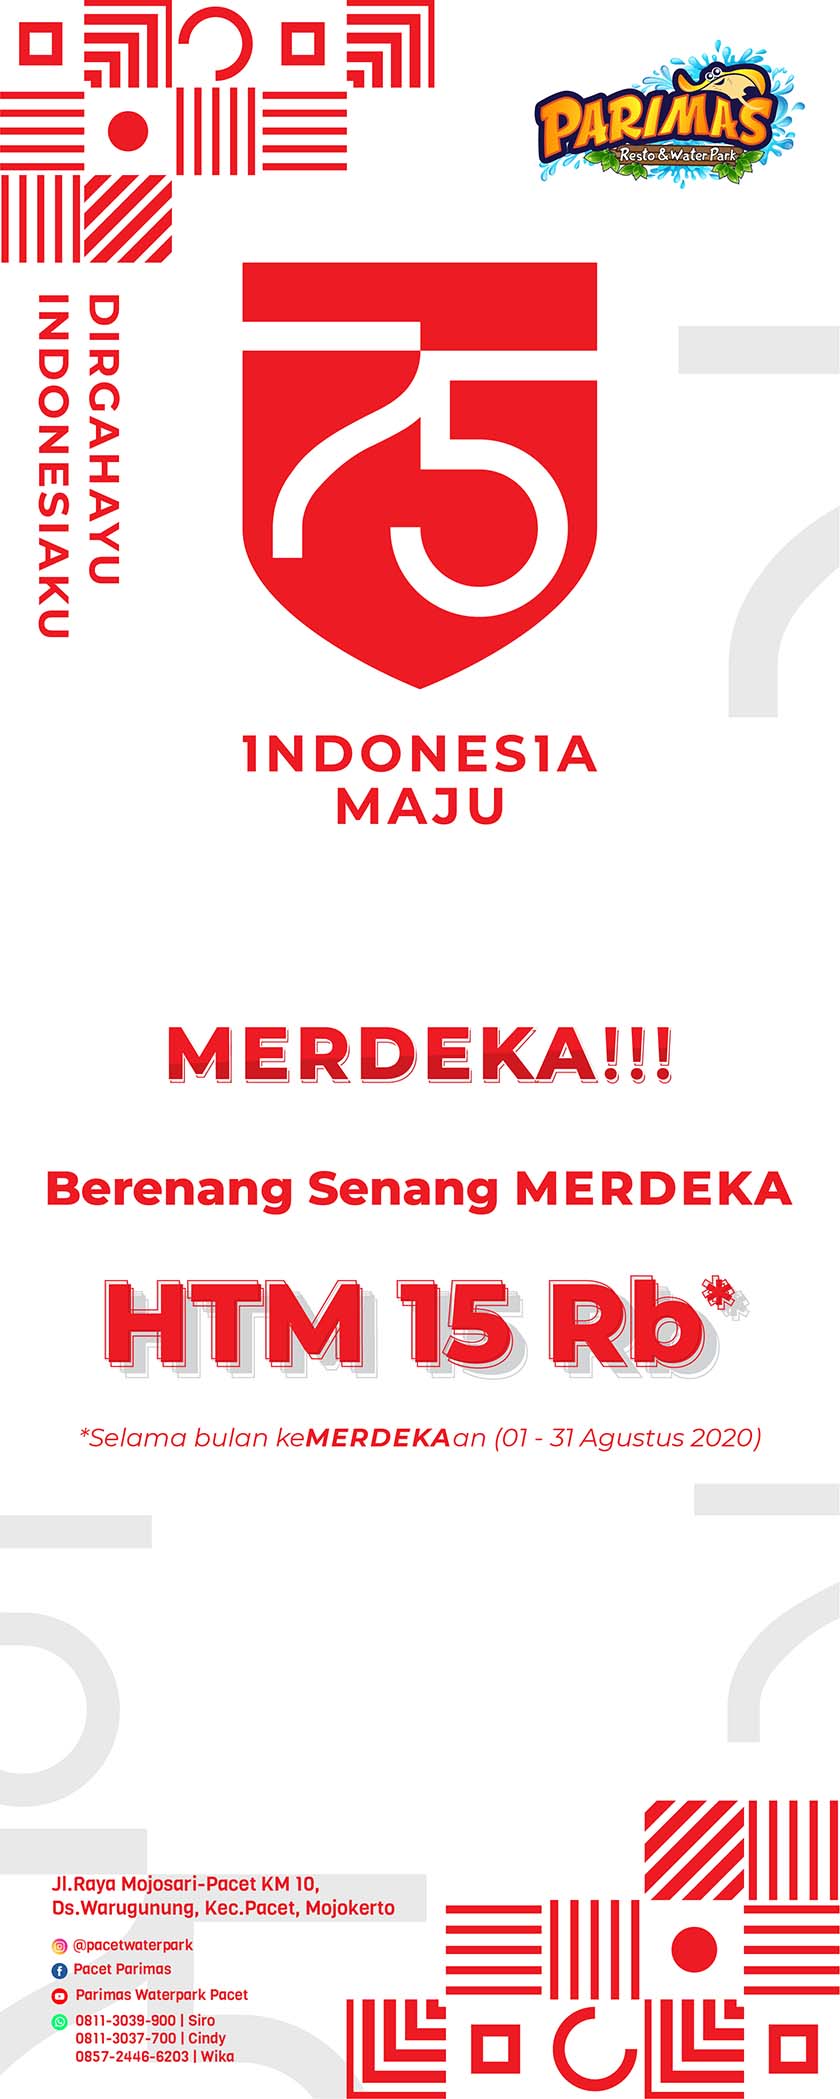 PARIMAS
Resto & Water Park
DIRGAHAYU
INDONESIAKU
75
1NDONES1A
MAJU
MERDEKA!!!
Berenang Senang MERDEKA
HTM 15 Rb*
*Selama bulan keMERDEKAan (01 - 31 Agustus 2020)
Jl.Raya Mojosari-Pacet KM 10,
Ds.Warugunung, Kec.Pacet, Mojokerto
@pacetwaterpark
Pacet Parimas
Parimas Waterpark Pacet
0811-3039-900 | Siro
0811-3037-700 | Cindy
0857-2446-6203 | Wika